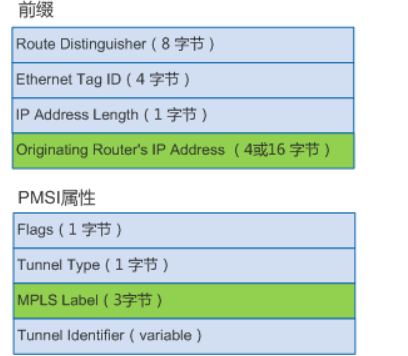 前缀
Route Distinguisher（8 字节）
Ethernet Tag ID（4 字节）
IP Address Length（1 字节）
Originating Router's IP Address （4或16 字节）
PMSI属性
Flags（1 字节）
Tunnel Type（1 字节）
MPLS Label（3字节）
Tunnel Identifier（variable）